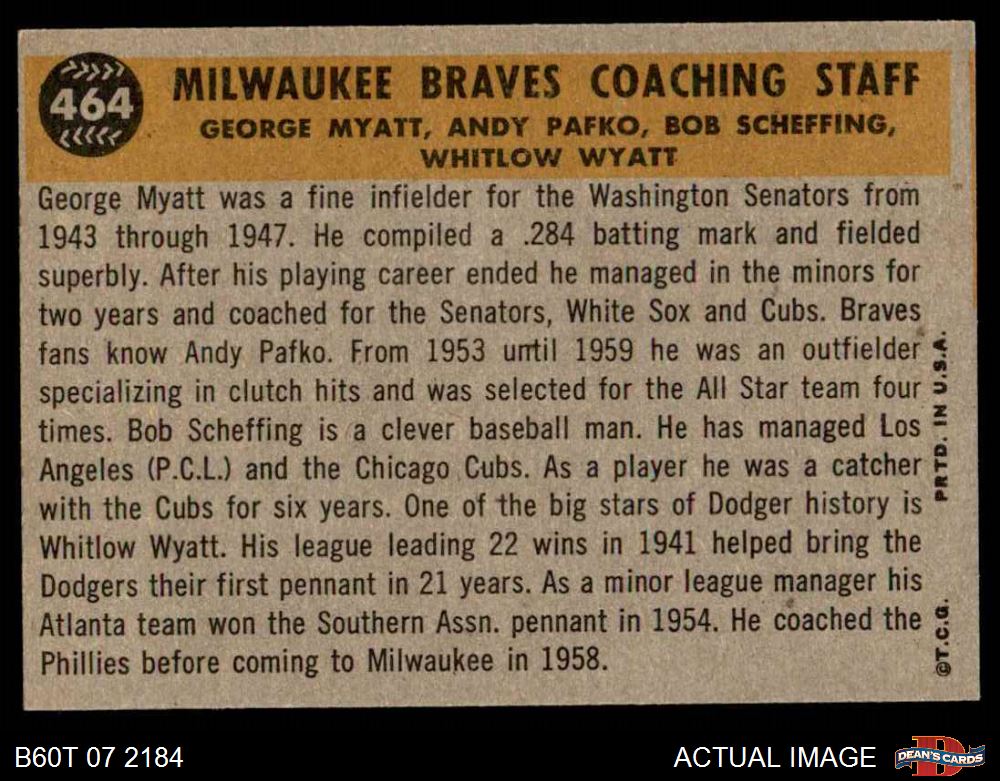 464
MILWAUKEE BRAVES COACHING STAFF
GEORGE MYATT, ANDY PAFKO, BOB SCHEFFING,
WHITLOW WYATT
George Myatt was a fine infielder for the Washington Senators from
1943 through 1947. He compiled a .284 batting mark and fielded
superbly. After his playing career ended he managed in the minors for
two years and coached for the Senators, White Sox and Cubs. Braves
fans know Andy Pafko. From 1953 until 1959 he was an outfielder
specializing in clutch hits and was selected for the All Star team four
times. Bob Scheffing is a clever baseball man. He has managed Los
Angeles (P.C.L.) and the Chicago Cubs. As a player he was a catcher
with the Cubs for six years. One of the big stars of Dodger history is
Whitlow Wyatt. His league leading 22 wins in 1941 helped bring the
Dodgers their first pennant in 21 years. As a minor league manager his
Atlanta team won the Southern Assn. pennant in 1954. He coached the
Phillies before coming to Milwaukee in 1958.
©T.C.G. PRTD. IN U.S.A.
B60T 07 2184
ACTUAL IMAGE
D
DEAN'S CARDS